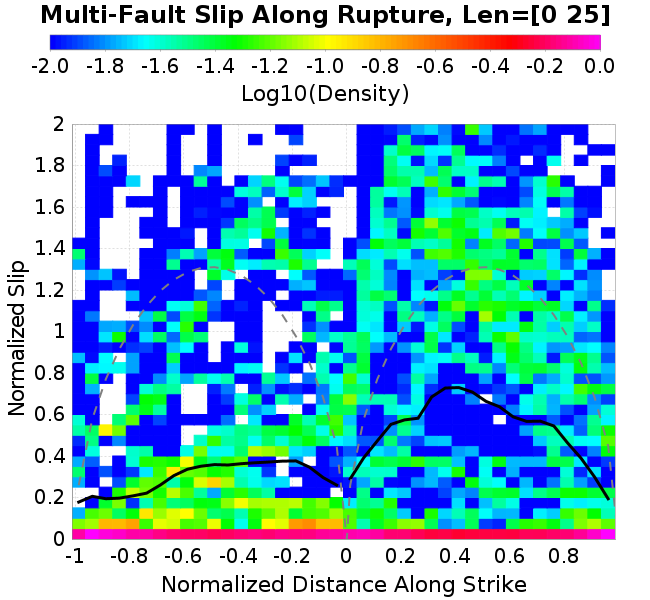 Multi-Fault Slip Along Rupture, Len=[0 25]
-2.0 -1.8 -1.6 -1.4 -1.2 -1.0 -0.8 -0.6 -0.4 -0.2 0.0
Log10(Density)
2
1.8
1.6
1.4
1.2
1
0.8
0.6
0.4
0.2
0
Normalized Slip
-1 -0.8 -0.6 -0.4 -0.2 0 0.2 0.4 0.6 0.8
Normalized Distance Along Strike